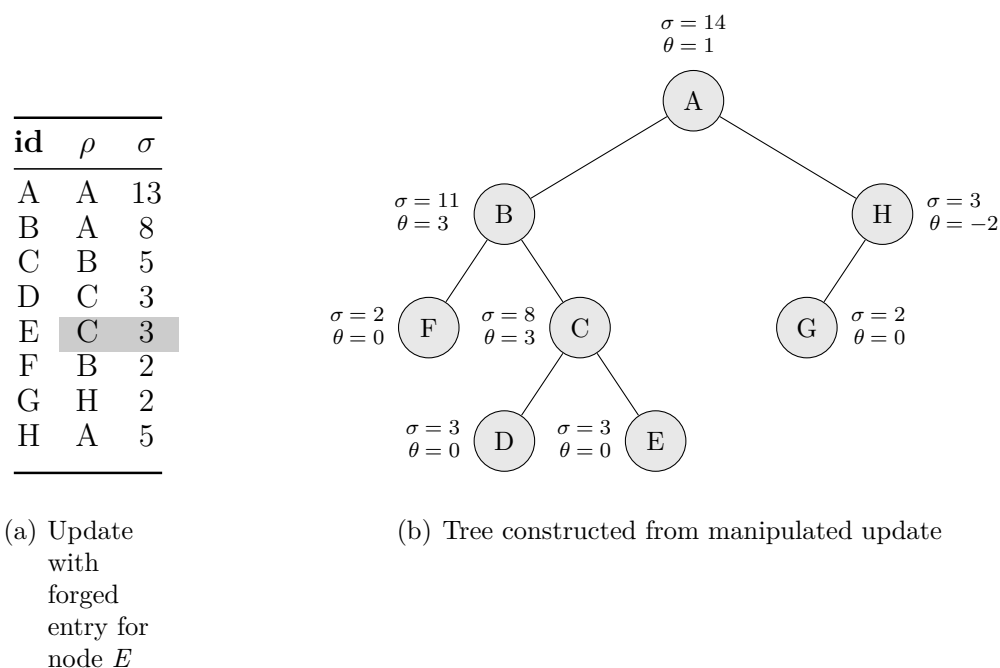 id ρ σ
A A 13
B A 8
C B 5
D C 3
E C 3
F B 2
G H 2
H A 5
(a) Update
with
forged
entry for
node E
σ = 14
θ = 1
A
σ = 11
θ = 3
B
H
σ = 3
θ = −2
σ = 2
θ = 0
F
σ = 8
θ = 3
C
G
σ = 2
θ = 0
σ = 3
θ = 0
D
σ = 3
θ = 0
E
(b) Tree constructed from manipulated update